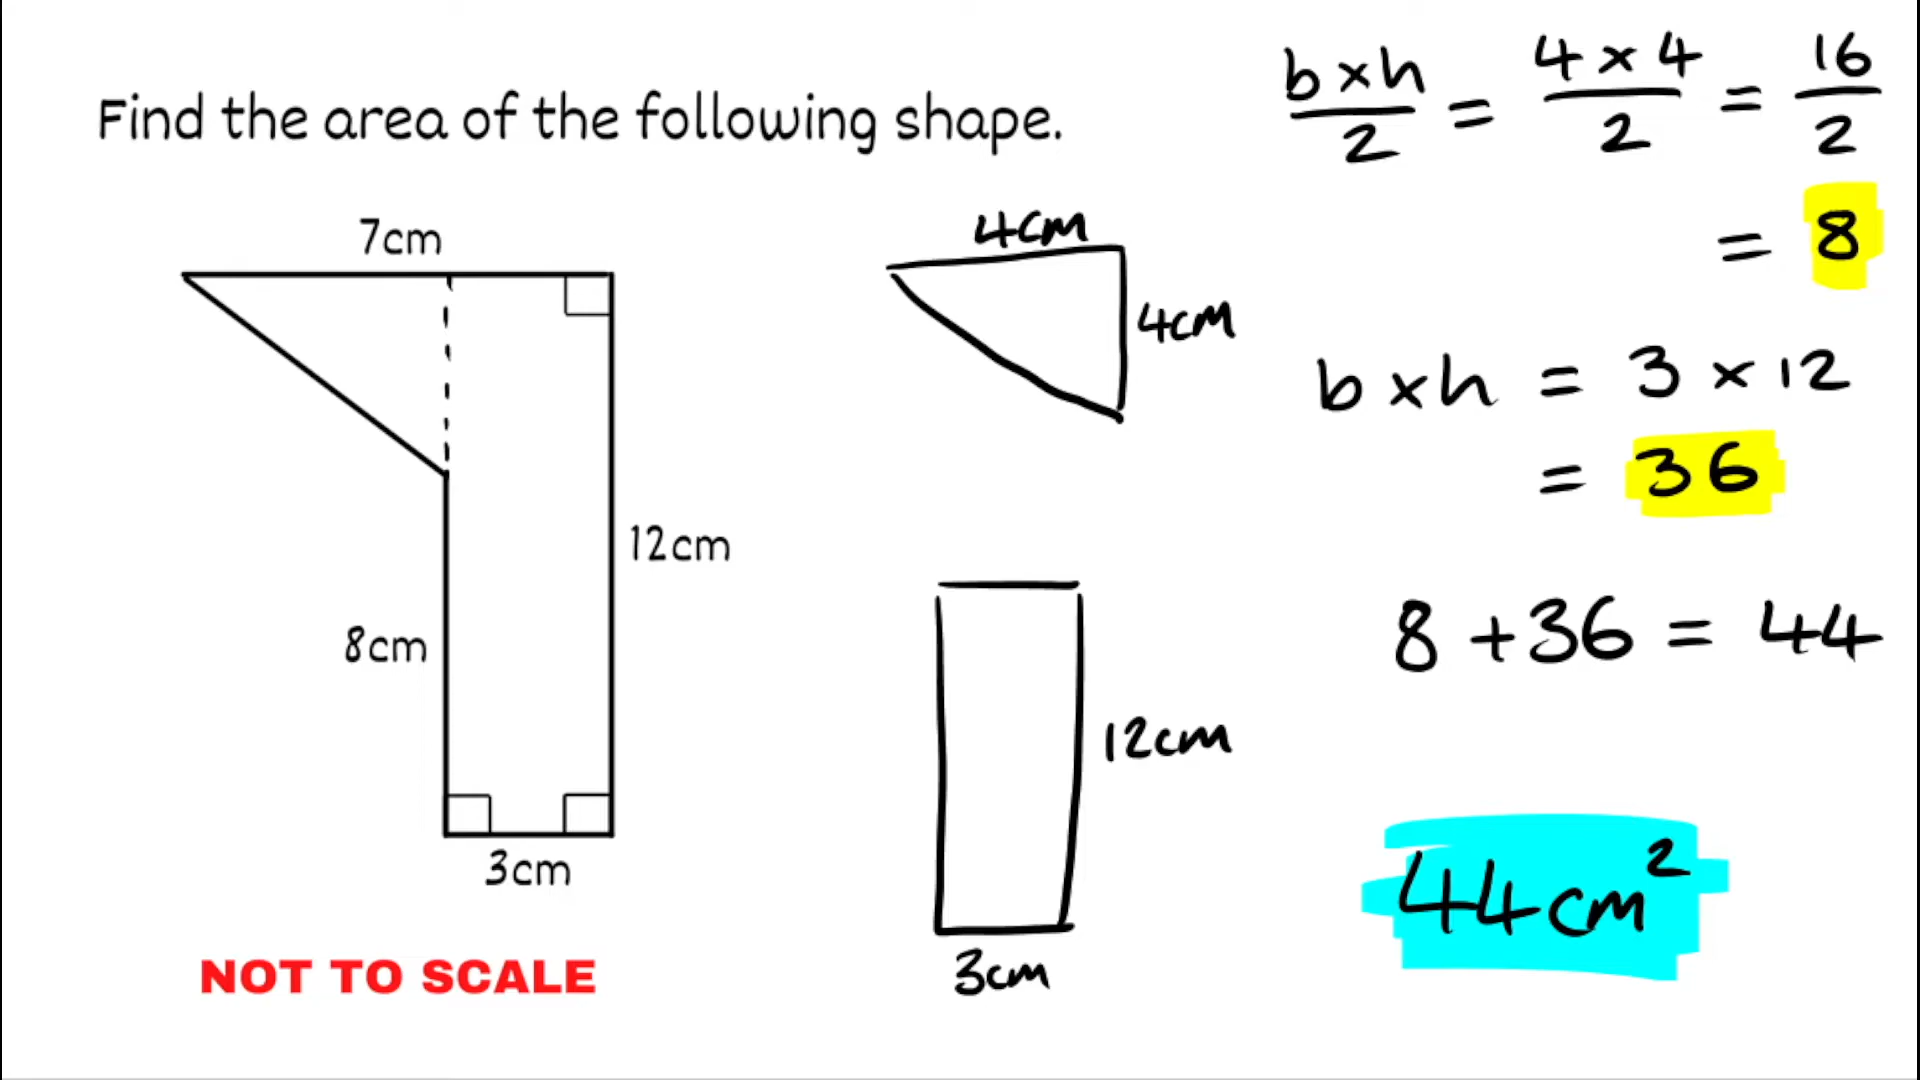 Find the area of the following shape.
7cm
12cm
8cm
3cm
NOT TO SCALE
4cm
4cm
12cm
3cm
b×h/2 = 4×4/2 = 16/2
= 8
b×h = 3×12
= 36
8+36 = 44
44cm²